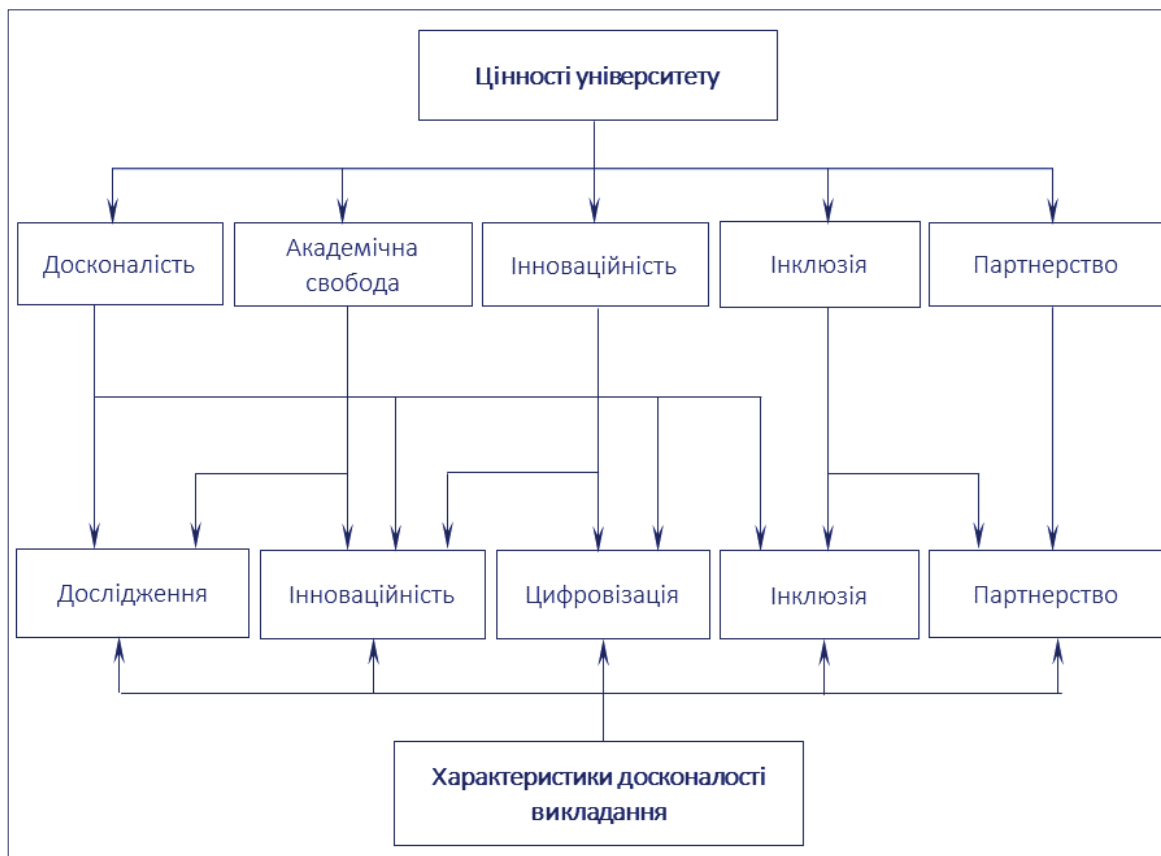 Цінності університету
Досконалість
Академічна
свобода
Інноваційність
Інклюзія
Партнерство
Дослідження
Інноваційність
Цифровізація
Інклюзія
Партнерство
Характеристики досконалості
викладання